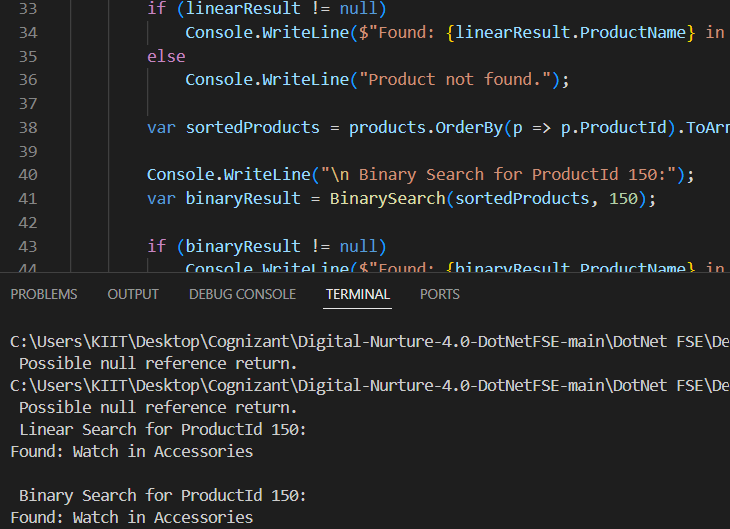 33 if (linearResult != null)
34 Console.WriteLine($"Found: {linearResult.ProductName} in
35 else
36 Console.WriteLine("Product not found.");
37
38 var sortedProducts = products.OrderBy(p => p.ProductId).ToArr
39
40 Console.WriteLine("\n Binary Search for ProductId 150:");
41 var binaryResult = BinarySearch(sortedProducts, 150);
42
43 if (binaryResult != null)
44 Console.WriteLine($"Found: {binaryResult.ProductName} in
PROBLEMS OUTPUT DEBUG CONSOLE TERMINAL PORTS
C:\Users\KIIT\Desktop\Cognizant\Digital-Nurture-4.0-DotNetFSE-main\DotNet FSE\De
Possible null reference return.
C:\Users\KIIT\Desktop\Cognizant\Digital-Nurture-4.0-DotNetFSE-main\DotNet FSE\De
Possible null reference return.
Linear Search for ProductId 150:
Found: Watch in Accessories
Binary Search for ProductId 150:
Found: Watch in Accessories